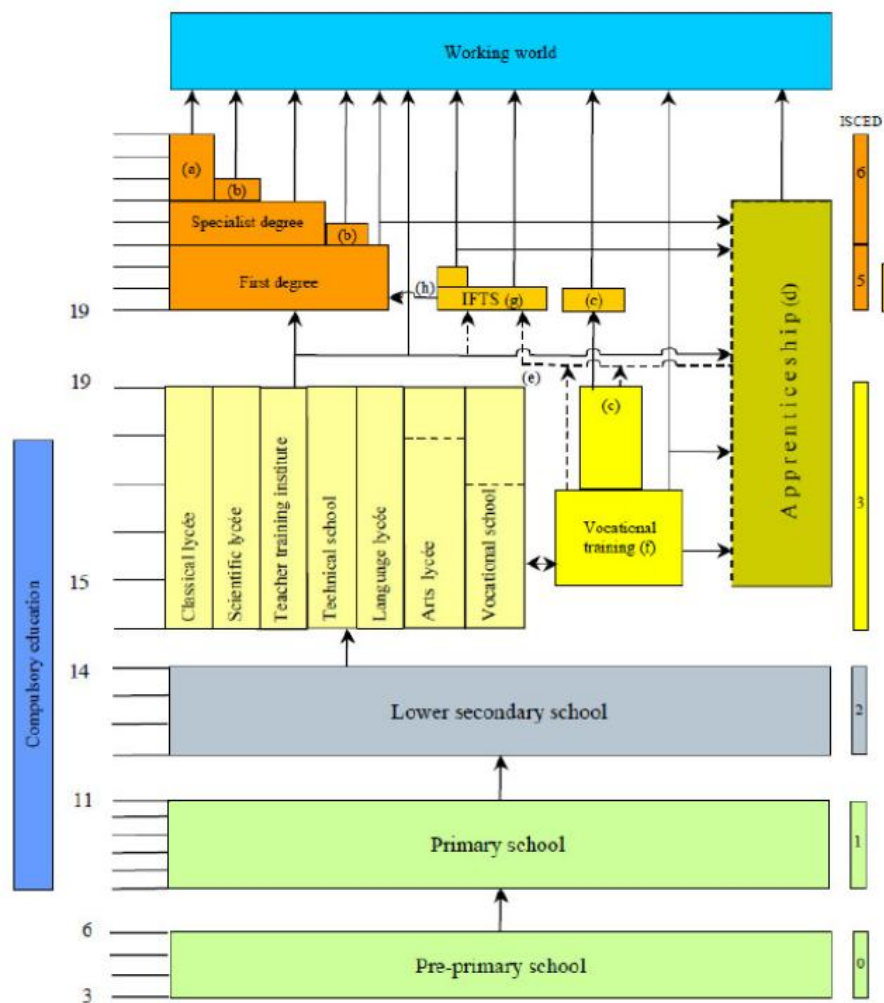 Working world
ISCED
(a)
(b)
6
Specialist degree
(b)
First degree
(h)
IFTS (g)
(c)
5
19
19
(e)
(c)
Apprenticeship (d)
3
Classical lycée
Scientific lycée
Teacher training institute
Technical school
Language lycée
Arts lycée
Vocational school
Vocational
training (f)
15
Compulsory education
14
Lower secondary school
2
11
Primary school
1
6
Pre-primary school
0
3